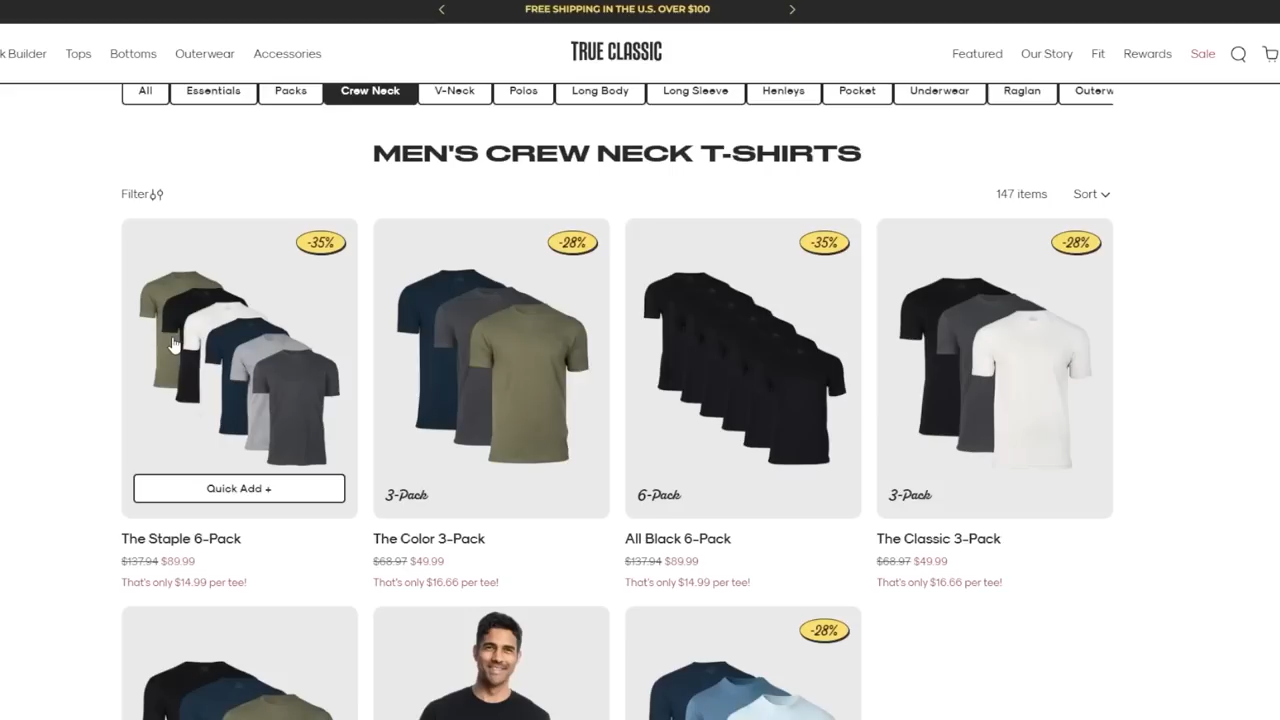 FREE SHIPPING IN THE U.S. OVER $100
k Builder
Tops
Bottoms
Outerwear
Accessories
TRUE CLASSIC
Featured
Our Story
Fit
Rewards
Sale
All
Essentials
Packs
Crew Neck
V-Neck
Polos
Long Body
Long Sleeve
Henleys
Pocket
Underwear
Raglan
Outerw
MEN'S CREW NECK T-SHIRTS
Filter
147 items
Sort
-35%
-28%
-35%
-28%
Quick Add +
3-Pack
6-Pack
3-Pack
The Staple 6-Pack
$137.94 $89.99
That's only $14.99 per tee!
The Color 3-Pack
$68.97 $49.99
That's only $16.66 per tee!
All Black 6-Pack
$137.94 $89.99
That's only $14.99 per tee!
The Classic 3-Pack
$68.97 $49.99
That's only $16.66 per tee!
-28%